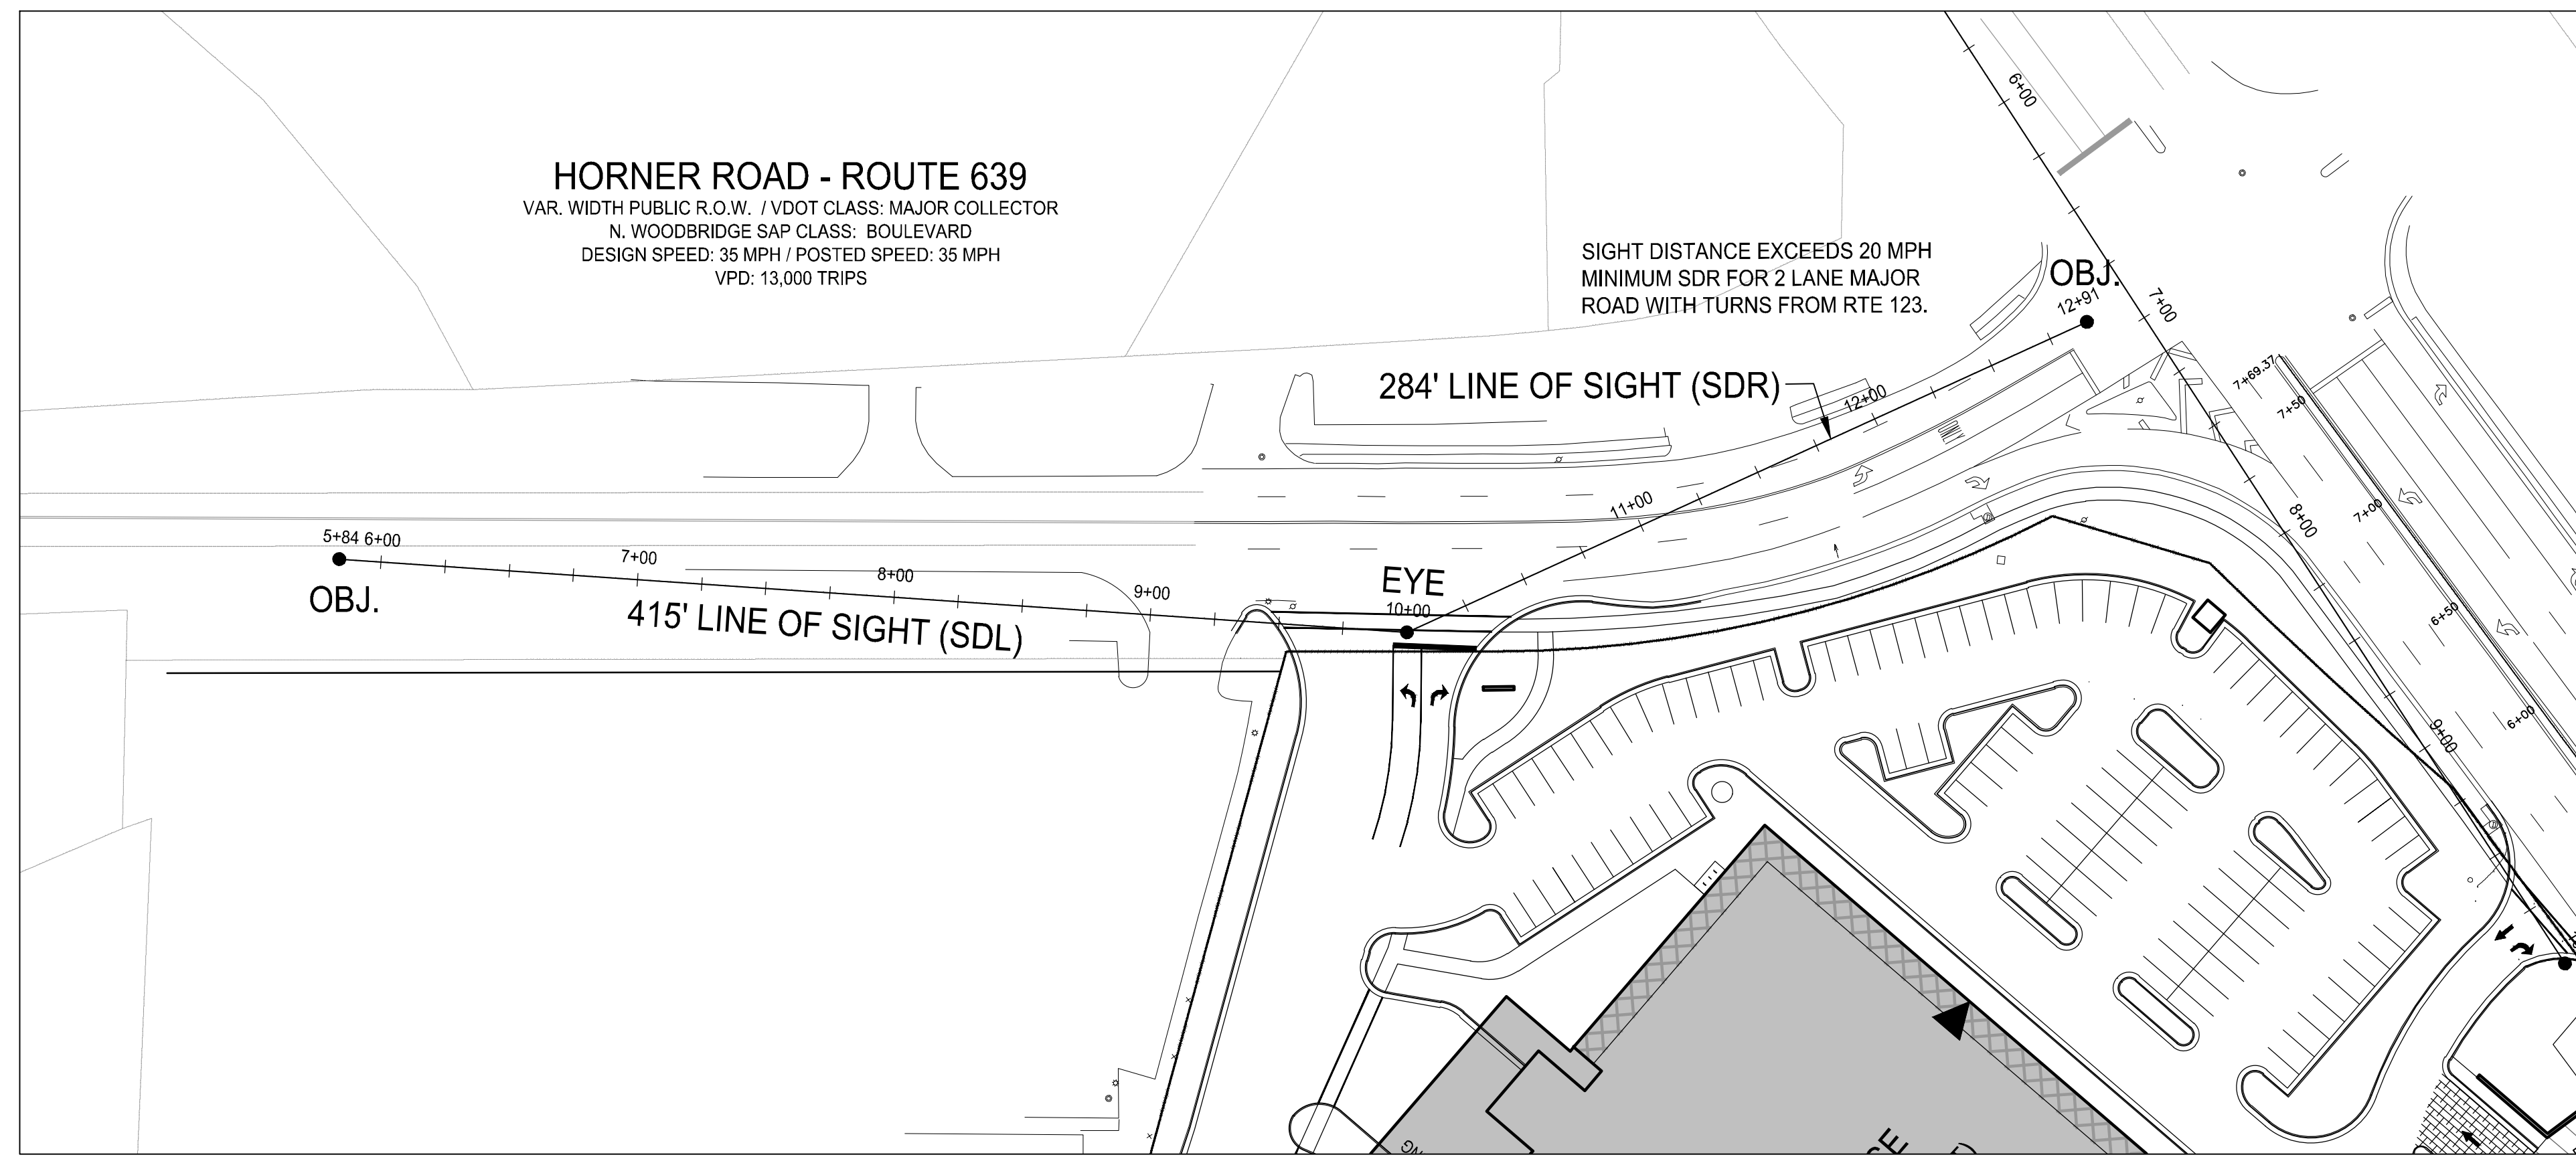 HORNER ROAD - ROUTE 639
VAR. WIDTH PUBLIC R.O.W. / VDOT CLASS: MAJOR COLLECTOR
N. WOODBRIDGE SAP CLASS: BOULEVARD
DESIGN SPEED: 35 MPH / POSTED SPEED: 35 MPH
VPD: 13,000 TRIPS
SIGHT DISTANCE EXCEEDS 20 MPH
MINIMUM SDR FOR 2 LANE MAJOR
ROAD WITH TURNS FROM RTE 123.
6+00
OBJ.
12+91
7+00
284' LINE OF SIGHT (SDR)
12+00
11+00
7+69.37
7+50
7+00
8+00
6+50
6+00
9+00
5+84 6+00
7+00
8+00
9+00
OBJ.
415' LINE OF SIGHT (SDL)
EYE
10+00
NG